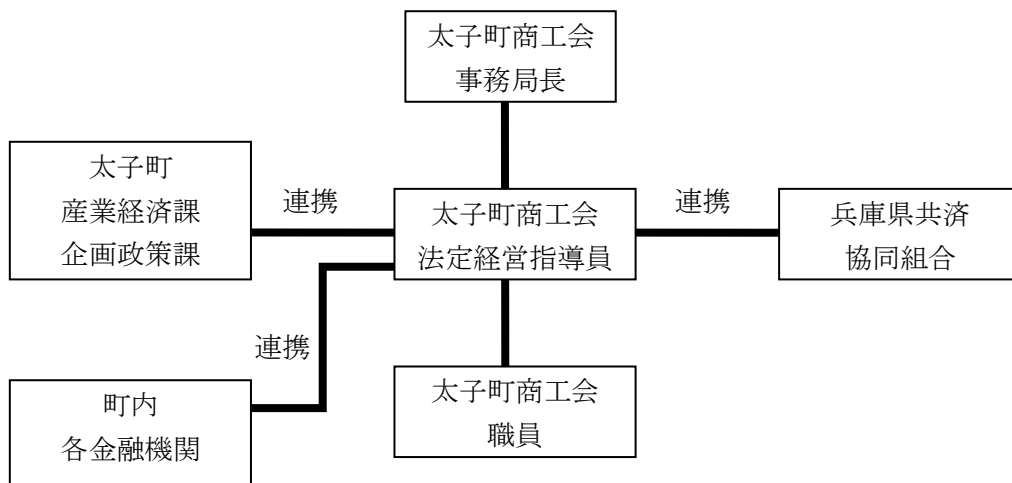 太子町商工会
事務局長
太子町
産業経済課
企画政策課
連携
太子町商工会
法定経営指導員
連携
兵庫県共済
協同組合
連携
町内
各金融機関
太子町商工会
職員